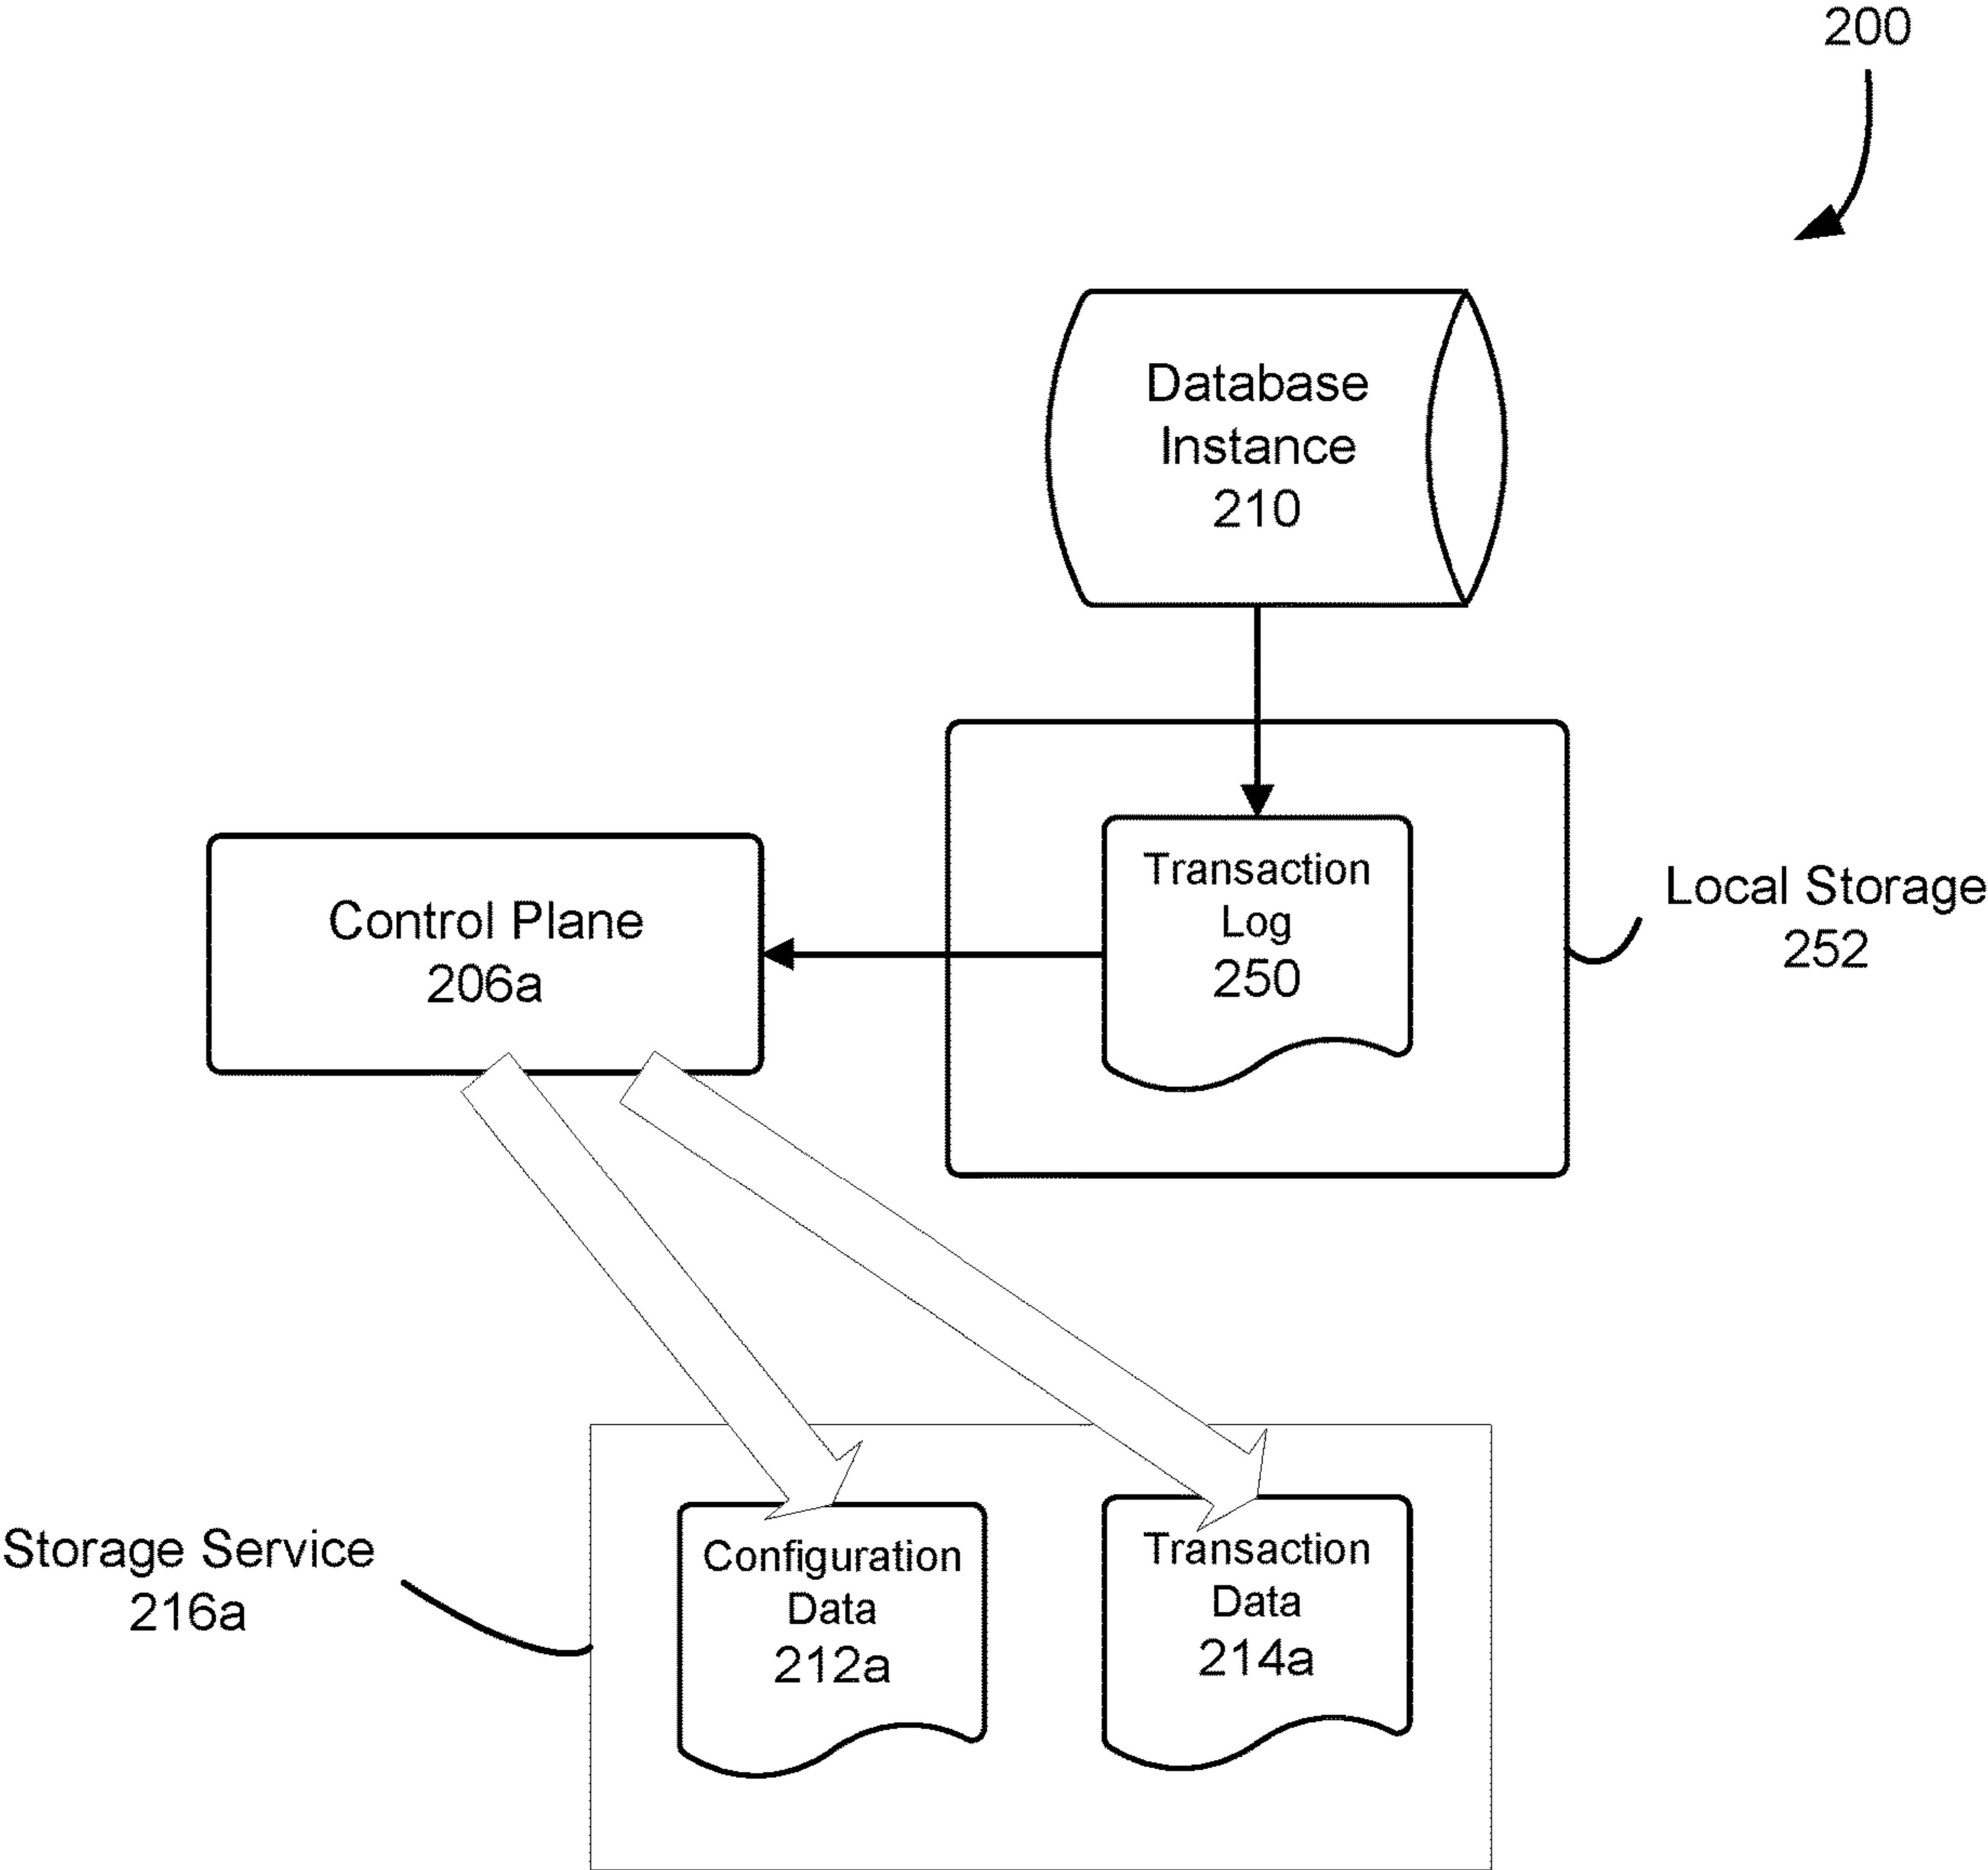 200
Database
Instance
210
Transaction
Log
250
Local Storage
252
Control Plane
206a
Storage Service
216a
Configuration
Data
212a
Transaction
Data
214a